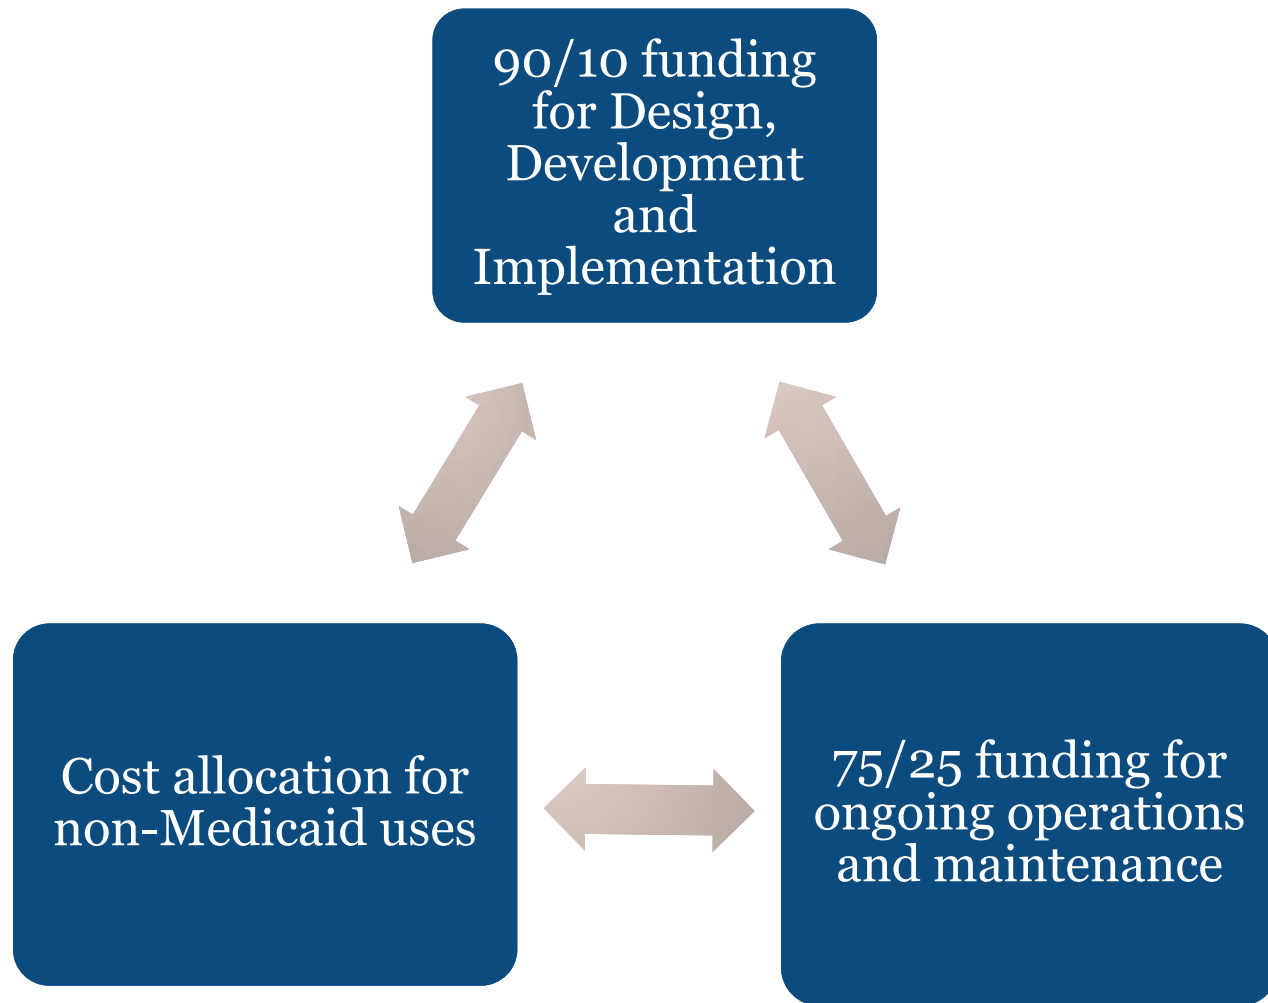 90/10 funding
for Design,
Development
and
Implementation
Cost allocation for
non-Medicaid uses
75/25 funding for
ongoing operations
and maintenance